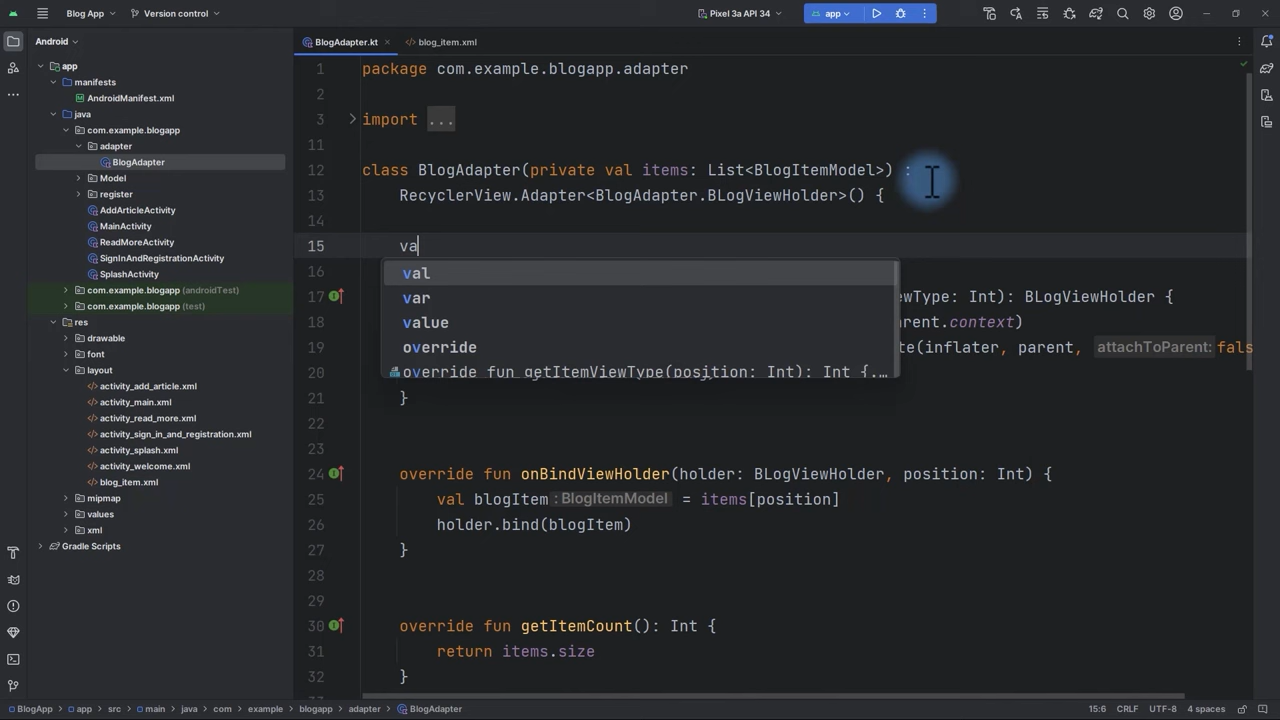 Blog App
Version control
Pixel 3a API 34
app
Android
BlogAdapter.kt
blog_item.xml
app
manifests
AndroidManifest.xml
java
com.example.blogapp
adapter
BlogAdapter
Model
register
AddArticleActivity
MainActivity
ReadMoreActivity
SignInAndRegistrationActivity
SplashActivity
com.example.blogapp (androidTest)
com.example.blogapp (test)
res
drawable
font
layout
activity_add_article.xml
activity_main.xml
activity_read_more.xml
activity_sign_in_and_registration.xml
activity_splash.xml
activity_welcome.xml
blog_item.xml
mipmap
values
xml
Gradle Scripts
1 package com.example.blogapp.adapter
2
3 import ...
11
12 class BlogAdapter(private val items: List<BlogItemModel>) :
13 RecyclerView.Adapter<BlogAdapter.BLogViewHolder>() {
14
15 va
val
var
value
override
override fun getItemViewType(position: Int): Int {...
16
17 ewType: Int): BLogViewHolder {
18 rent.context)
19 te(inflater, parent, attachToParent: fals
20
21 }
22
23
24 override fun onBindViewHolder(holder: BLogViewHolder, position: Int) {
25 val blogItem : BlogItemModel = items[position]
26 holder.bind(blogItem)
27 }
28
29
30 override fun getItemCount(): Int {
31 return items.size
32 }
BlogApp > app > src > main > java > com > example > blogapp > adapter > BlogAdapter
15:6 CRLF UTF-8 4 spaces